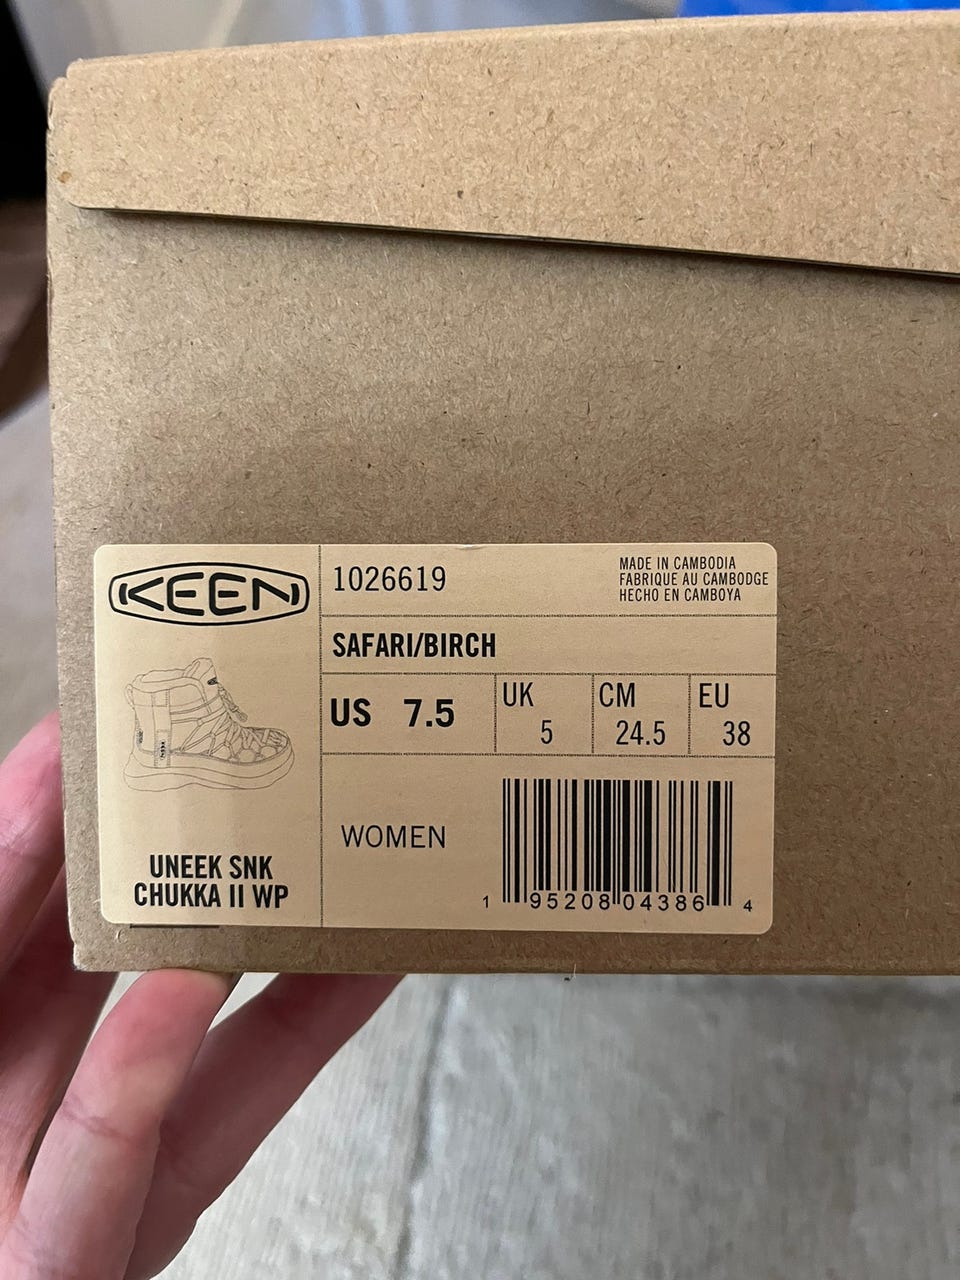 KEEN
1026619
MADE IN CAMBODIA
FABRIQUE AU CAMBODGE
HECHO EN CAMBOYA
SAFARI/BIRCH
US 7.5
UK
5
CM
24.5
EU
38
WOMEN
UNEEK SNK
CHUKKA II WP
1 95208 04386 4